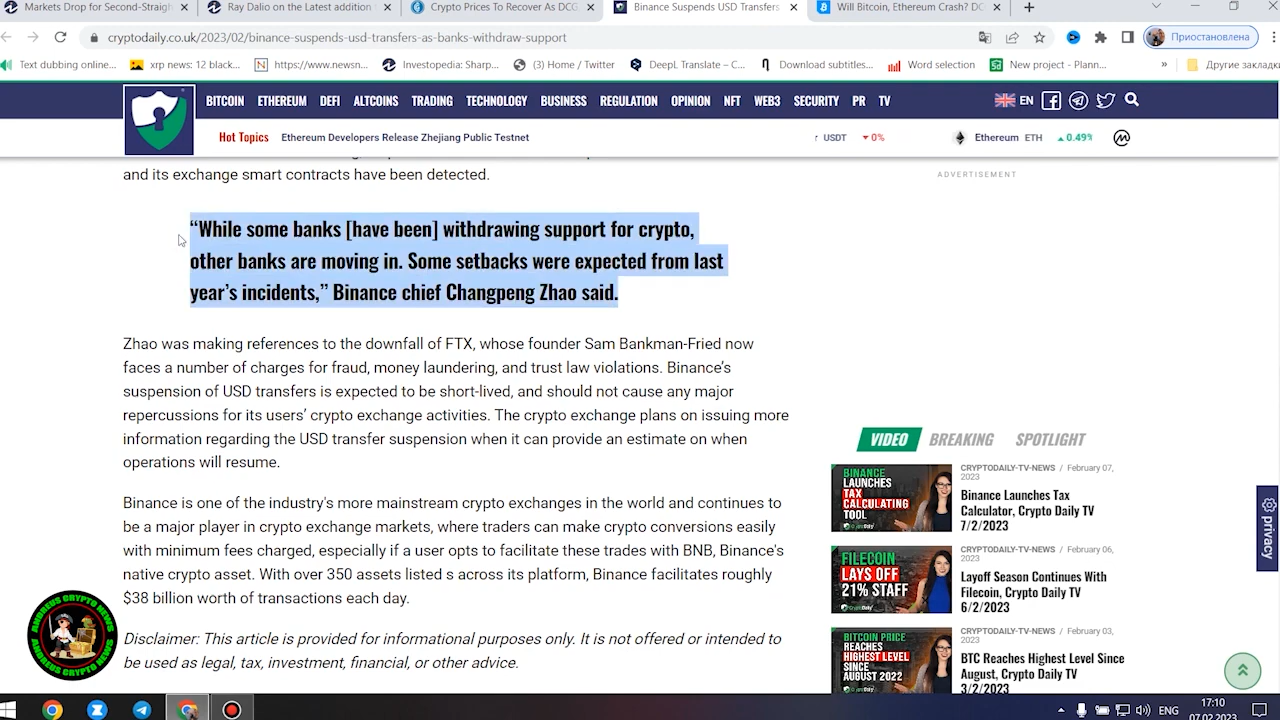 Markets Drop for Second-Straigh
Ray Dalio on the Latest addition
Crypto Prices To Recover As DCG
Binance Suspends USD Transfers
Will Bitcoin, Ethereum Crash? DC
cryptodaily.co.uk/2023/02/binance-suspends-usd-transfers-as-banks-withdraw-support
Приостановлена
Text dubbing online...
xrp news: 12 black...
https://www.newsn...
Investopedia: Sharp...
(3) Home / Twitter
DeepL Translate – C...
Download subtitles...
Word selection
New project - Plann...
»
Другие закладки
BITCOIN ETHEREUM DEFI ALTCOINS TRADING TECHNOLOGY BUSINESS REGULATION OPINION NFT WEB3 SECURITY PR TV
EN
Hot Topics
Ethereum Developers Release Zhejiang Public Testnet
USDT 0%
Ethereum ETH 0.49%
and its exchange smart contracts have been detected.
ADVERTISEMENT
“While some banks [have been] withdrawing support for crypto,
other banks are moving in. Some setbacks were expected from last
year’s incidents,” Binance chief Changpeng Zhao said.
Zhao was making references to the downfall of FTX, whose founder Sam Bankman-Fried now
faces a number of charges for fraud, money laundering, and trust law violations. Binance’s
suspension of USD transfers is expected to be short-lived, and should not cause any major
repercussions for its users’ crypto exchange activities. The crypto exchange plans on issuing more
information regarding the USD transfer suspension when it can provide an estimate on when
operations will resume.
Binance is one of the industry's more mainstream crypto exchanges in the world and continues to
be a major player in crypto exchange markets, where traders can make crypto conversions easily
with minimum fees charged, especially if a user opts to facilitate these trades with BNB, Binance's
native crypto asset. With over 350 assets listed s across its platform, Binance facilitates roughly
$38 billion worth of transactions each day.
Disclaimer: This article is provided for informational purposes only. It is not offered or intended to
be used as legal, tax, investment, financial, or other advice.
VIDEO BREAKING SPOTLIGHT
BINANCE
LAUNCHES
TAX
CALCULATING
TOOL
CRYPTODAILY-TV-NEWS / February 07,
2023
Binance Launches Tax
Calculator, Crypto Daily TV
7/2/2023
FILECOIN
LAYS OFF
21% STAFF
CRYPTODAILY-TV-NEWS / February 06,
2023
Layoff Season Continues With
Filecoin, Crypto Daily TV
6/2/2023
BITCOIN PRICE
REACHES
HIGHEST LEVEL
SINCE
AUGUST 2022
CRYPTODAILY-TV-NEWS / February 03,
2023
BTC Reaches Highest Level Since
August, Crypto Daily TV
3/2/2023
privacy
ANDREUS CRYPTO NEWS
ANDREUS CRYPTO NEWS
ENG
17:10
07.02.2023